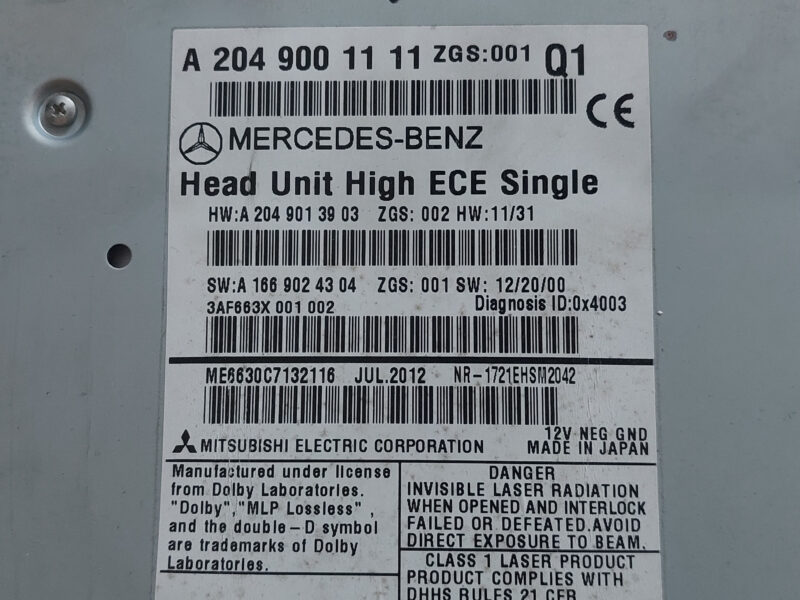 A 204 900 11 11 ZGS:001 Q1
CE
MERCEDES-BENZ
Head Unit High ECE Single
HW:A 204 901 39 03 ZGS: 002 HW:11/31
SW:A 166 902 43 04 ZGS: 001 SW: 12/20/00
3AF663X 001 002 Diagnosis ID:0x4003
ME6630C7132116 JUL.2012 NR-1721EHSM2042
12V NEG GND
MITSUBISHI ELECTRIC CORPORATION MADE IN JAPAN
Manufactured under license
from Dolby Laboratories.
"Dolby","MLP Lossless",
and the double-D symbol
are trademarks of Dolby
Laboratories.
DANGER
INVISIBLE LASER RADIATION
WHEN OPENED AND INTERLOCK
FAILED OR DEFEATED.AVOID
DIRECT EXPOSURE TO BEAM.
CLASS 1 LASER PRODUCT
PRODUCT COMPLIES WITH
DHHS RULES 21 CFR